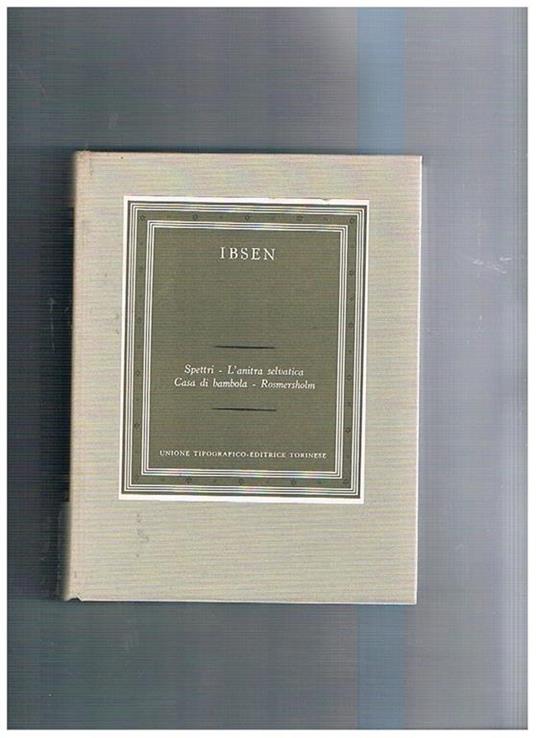 IBSEN
Spettri - L'anitra selvatica
Casa di bambola - Rosmersholm
UNIONE TIPOGRAFICO-EDITRICE TORINESE